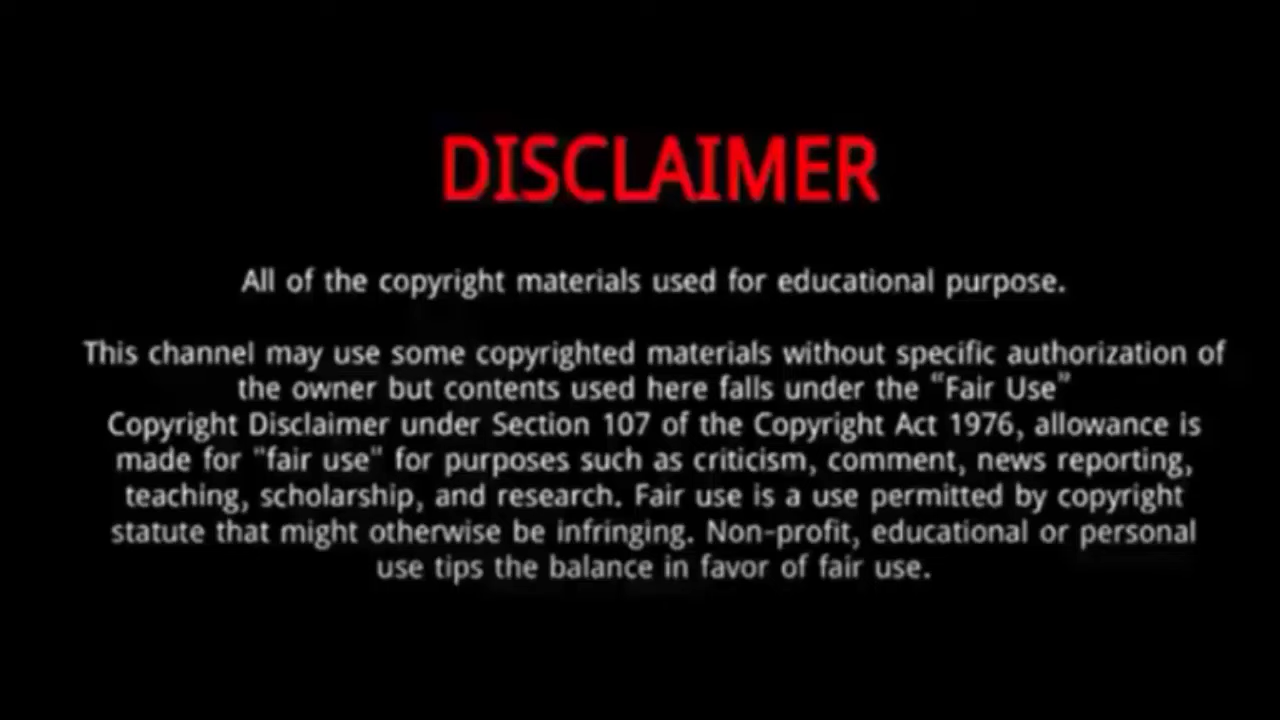 DISCLAIMER
All of the copyright materials used for educational purpose.
This channel may use some copyrighted materials without specific authorization of
the owner but contents used here falls under the “Fair Use”
Copyright Disclaimer under Section 107 of the Copyright Act 1976, allowance is
made for "fair use" for purposes such as criticism, comment, news reporting,
teaching, scholarship, and research. Fair use is a use permitted by copyright
statute that might otherwise be infringing. Non-profit, educational or personal
use tips the balance in favor of fair use.